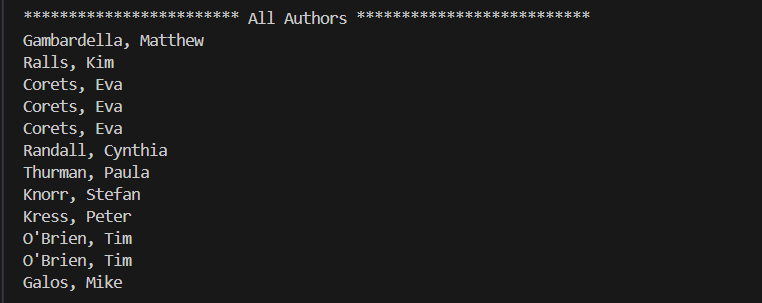 ************************ All Authors **************************
Gambardella, Matthew
Ralls, Kim
Corets, Eva
Corets, Eva
Corets, Eva
Randall, Cynthia
Thurman, Paula
Knorr, Stefan
Kress, Peter
O'Brien, Tim
O'Brien, Tim
Galos, Mike